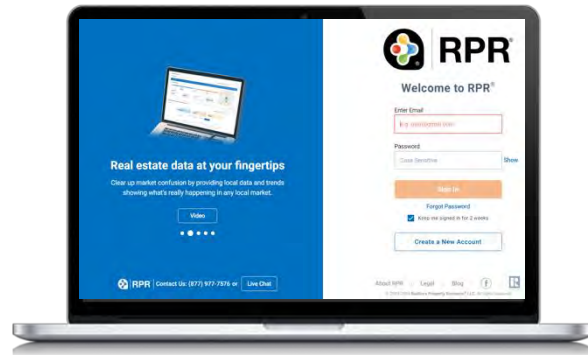 Real estate data at your fingertips
Clear up market confusion by providing local data and trends
showing what's really happening in any local market.
Video
RPR Contact Us: (877) 977-7576 or Live Chat
RPR®
Welcome to RPR®
Enter Email
Password
Case Sensitive Show
Sign In
Forgot Password
Keep me signed in for 2 weeks
Create a New Account
About RPR Legal Blog